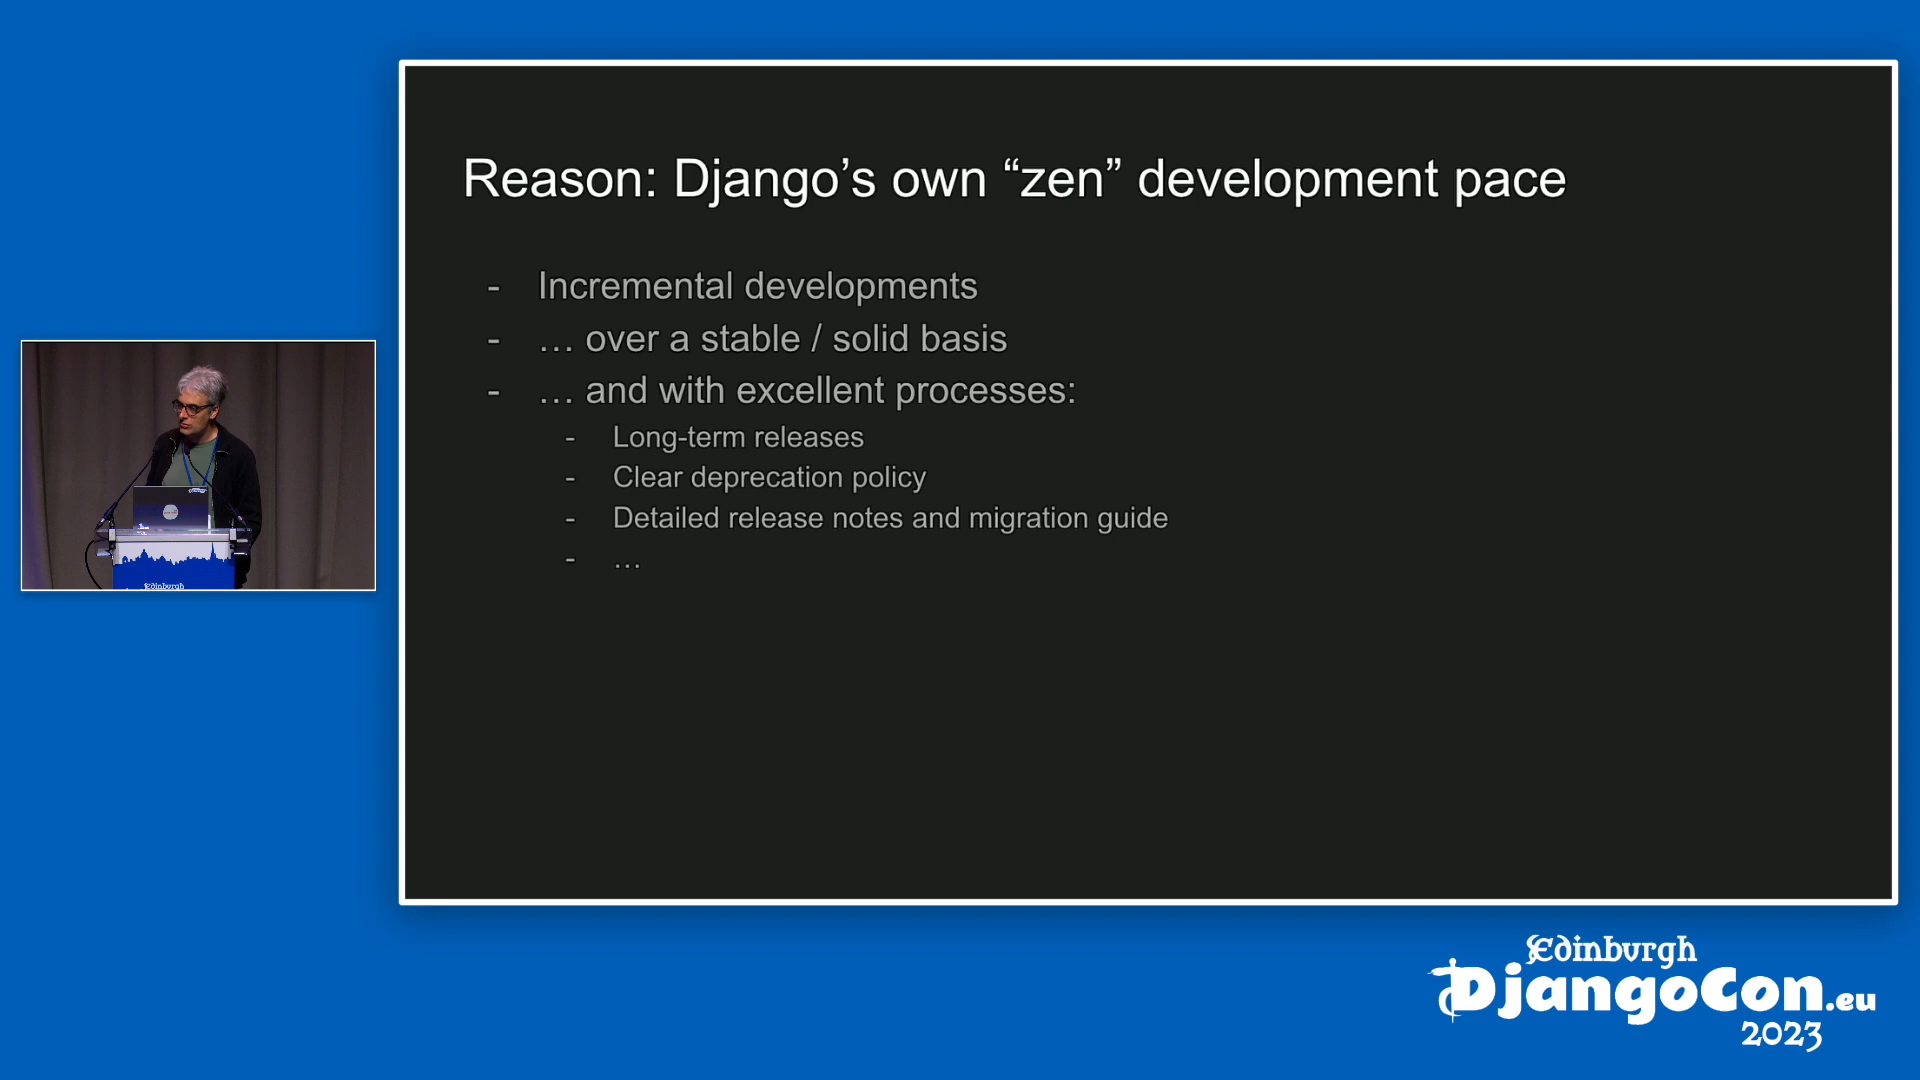 Reason: Django’s own “zen” development pace
- Incremental developments
- … over a stable / solid basis
- … and with excellent processes:
- Long-term releases
- Clear deprecation policy
- Detailed release notes and migration guide
- …
Edinburgh
Edinburgh
DjangoCon.eu
2023